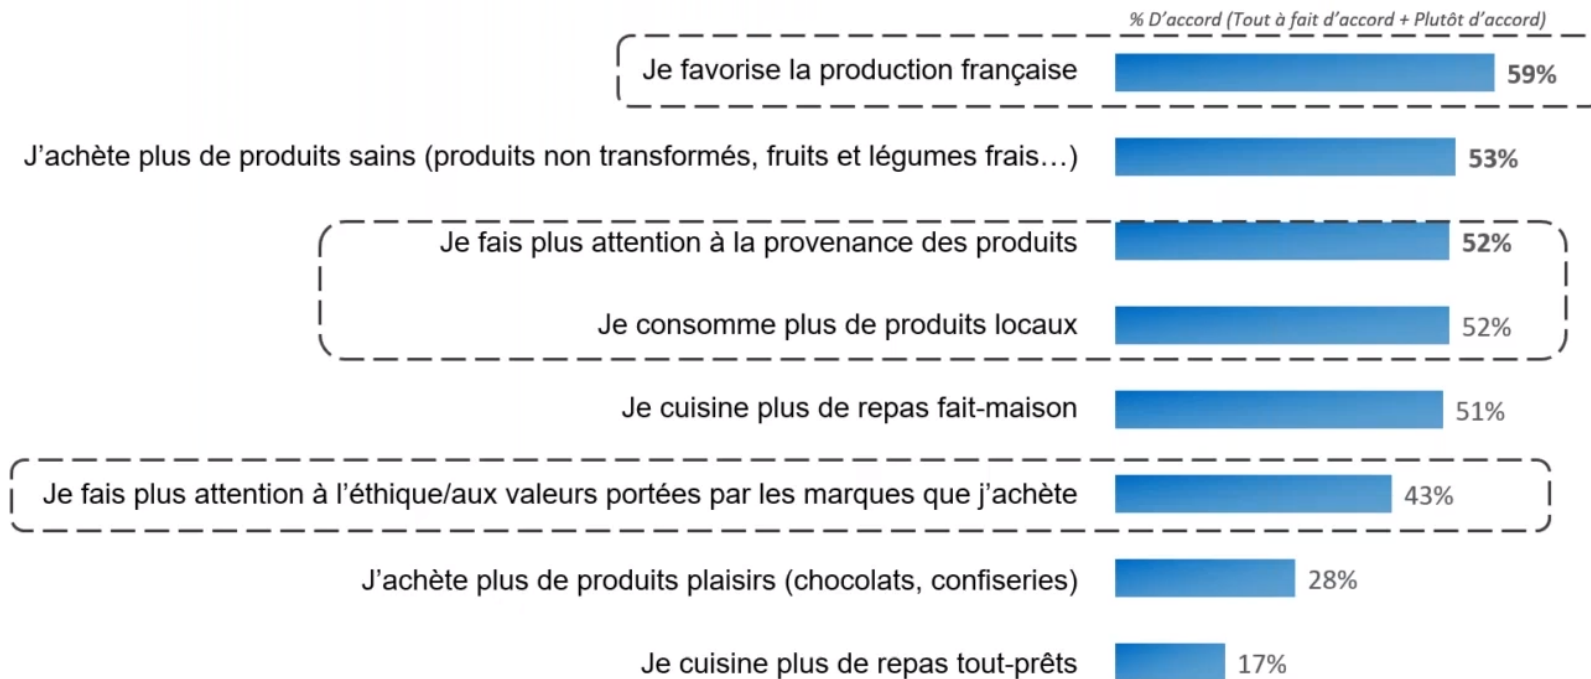 % D’accord (Tout à fait d’accord + Plutôt d’accord)
Je favorise la production française 59%
J’achète plus de produits sains (produits non transformés, fruits et légumes frais…) 53%
Je fais plus attention à la provenance des produits 52%
Je consomme plus de produits locaux 52%
Je cuisine plus de repas fait-maison 51%
Je fais plus attention à l’éthique/aux valeurs portées par les marques que j’achète 43%
J’achète plus de produits plaisirs (chocolats, confiseries) 28%
Je cuisine plus de repas tout-prêts 17%